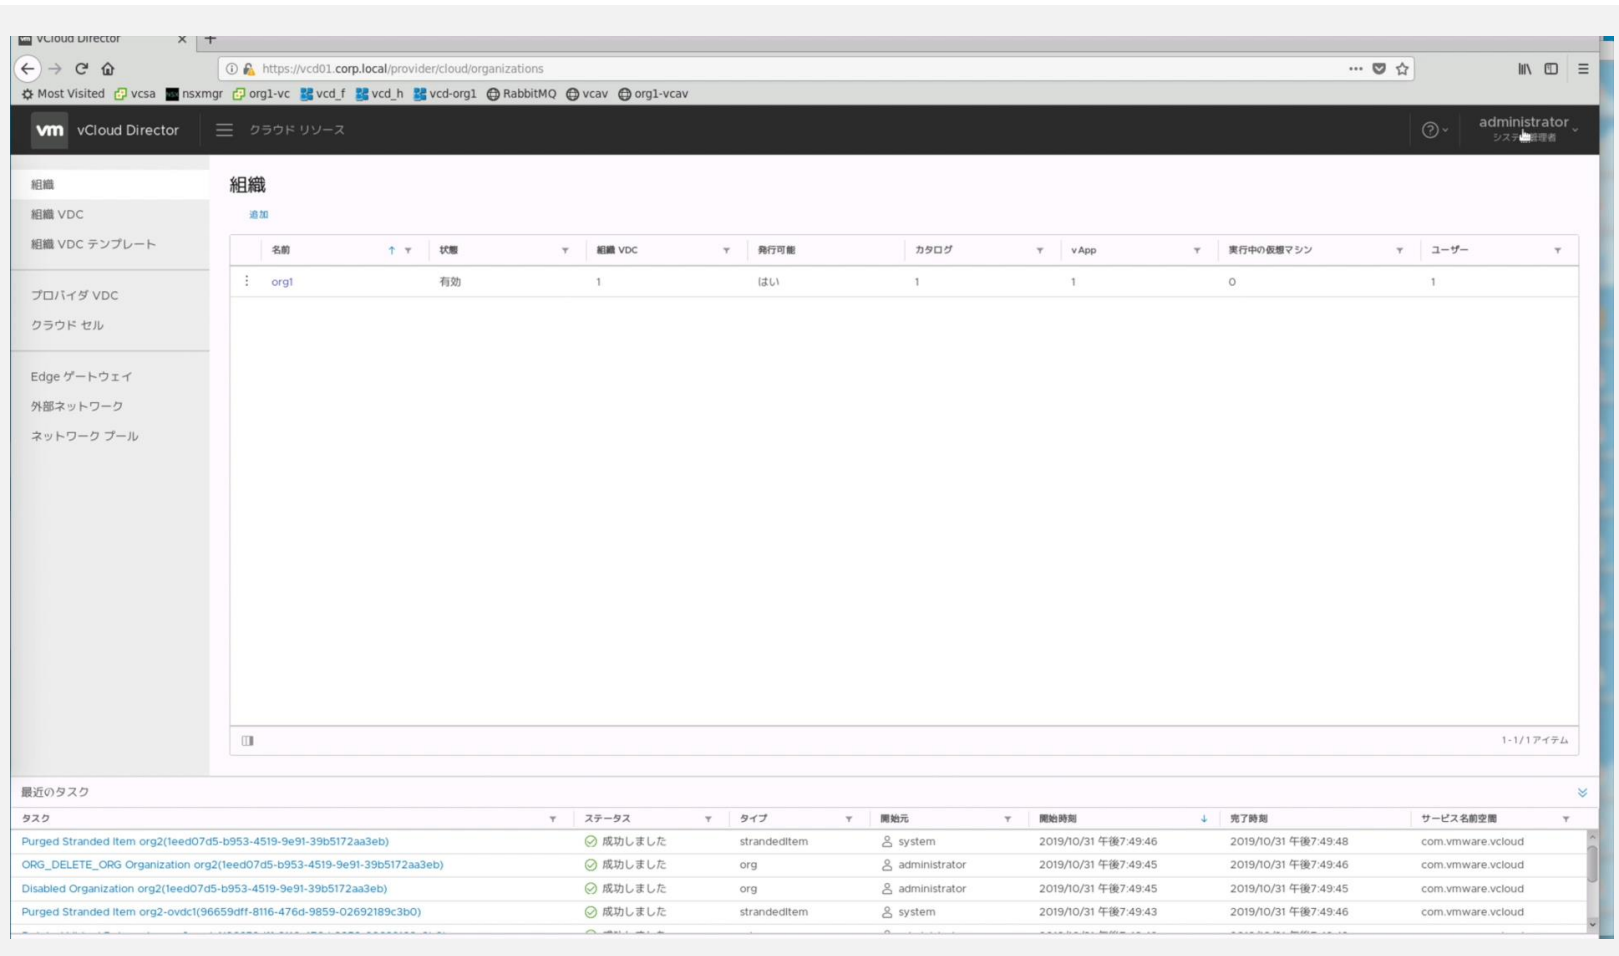 vCloud Director × +
https://vcd01.corp.local/provider/cloud/organizations
Most Visited vcsa nsxmgr org1-vc vcd_f vcd_h vcd-org1 RabbitMQ vcav org1-vcav
vm vCloud Director クラウド リソース administrator
組織
組織 VDC
組織 VDC テンプレート
プロバイダ VDC
クラウド セル
Edge ゲートウェイ
外部ネットワーク
ネットワーク プール
組織
追加
名前 状態 組織 VDC 発行可能 カタログ vApp 実行中の仮想マシン ユーザー
org1 有効 1 はい 1 1 0 1
1-1/1アイテム
最近のタスク
タスク ステータス タイプ 開始元 開始時刻 完了時刻 サービス名前空間
Purged Stranded Item org2(1eed07d5-b953-4519-9e91-39b5172aa3eb) 成功しました strandedItem system 2019/10/31 午後7:49:46 2019/10/31 午後7:49:48 com.vmware.vcloud
ORG_DELETE_ORG Organization org2(1eed07d5-b953-4519-9e91-39b5172aa3eb) 成功しました org administrator 2019/10/31 午後7:49:45 2019/10/31 午後7:49:46 com.vmware.vcloud
Disabled Organization org2(1eed07d5-b953-4519-9e91-39b5172aa3eb) 成功しました org administrator 2019/10/31 午後7:49:45 2019/10/31 午後7:49:45 com.vmware.vcloud
Purged Stranded Item org2-ovdc1(96659dff-8116-476d-9859-02692189c3b0) 成功しました strandedItem system 2019/10/31 午後7:49:43 2019/10/31 午後7:49:46 com.vmware.vcloud